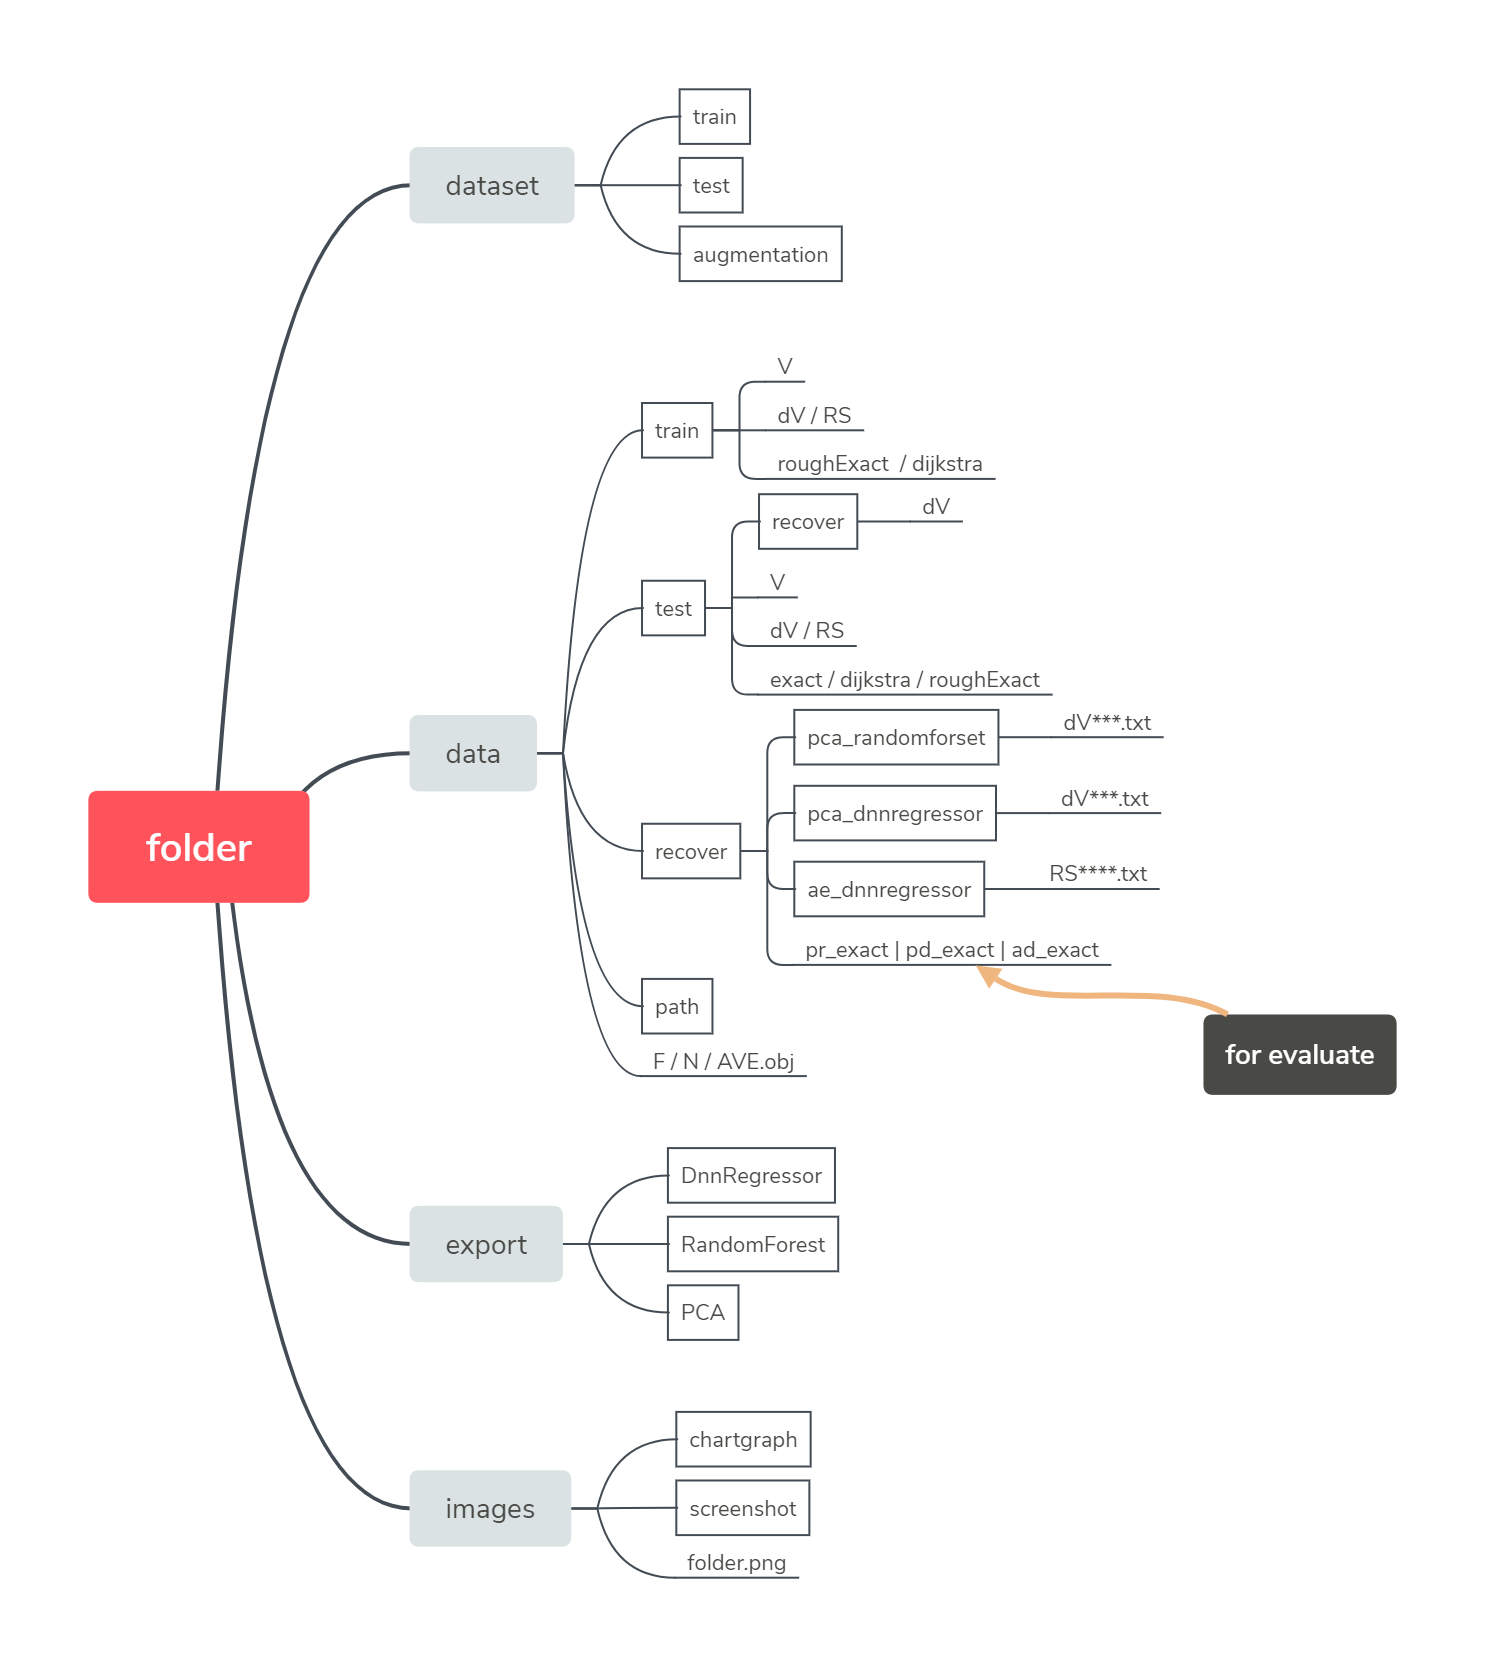 train
dataset
test
augmentation
V
dV / RS
train
roughExact / dijkstra
recover
dV
V
test
dV / RS
exact / dijkstra / roughExact
pca_randomforset
dV***.txt
data
pca_dnnregressor
dV***.txt
folder
recover
ae_dnnregressor
RS****.txt
pr_exact | pd_exact | ad_exact
path
F / N / AVE.obj
for evaluate
DnnRegressor
export
RandomForest
PCA
chartgraph
images
screenshot
folder.png